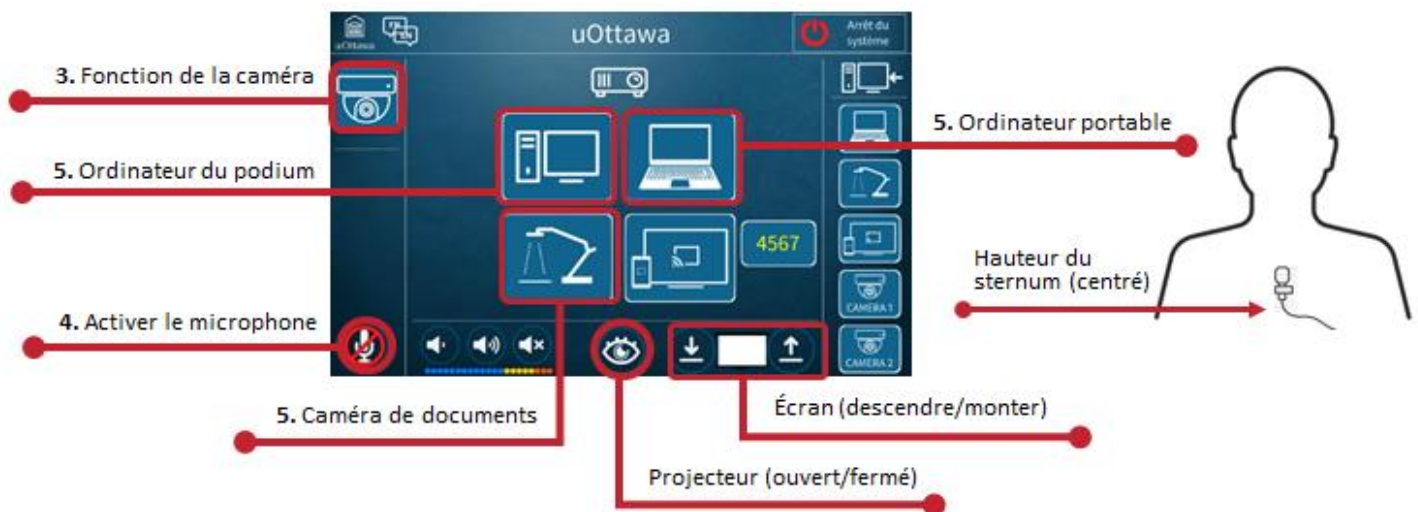 uOttawa
uOttawa
Arrêt du
système
3. Fonction de la caméra
5. Ordinateur portable
5. Ordinateur du podium
4567
Hauteur du
sternum (centré)
CAMERA 1
4. Activer le microphone
CAMERA 2
5. Caméra de documents
Écran (descendre/monter)
Projecteur (ouvert/fermé)